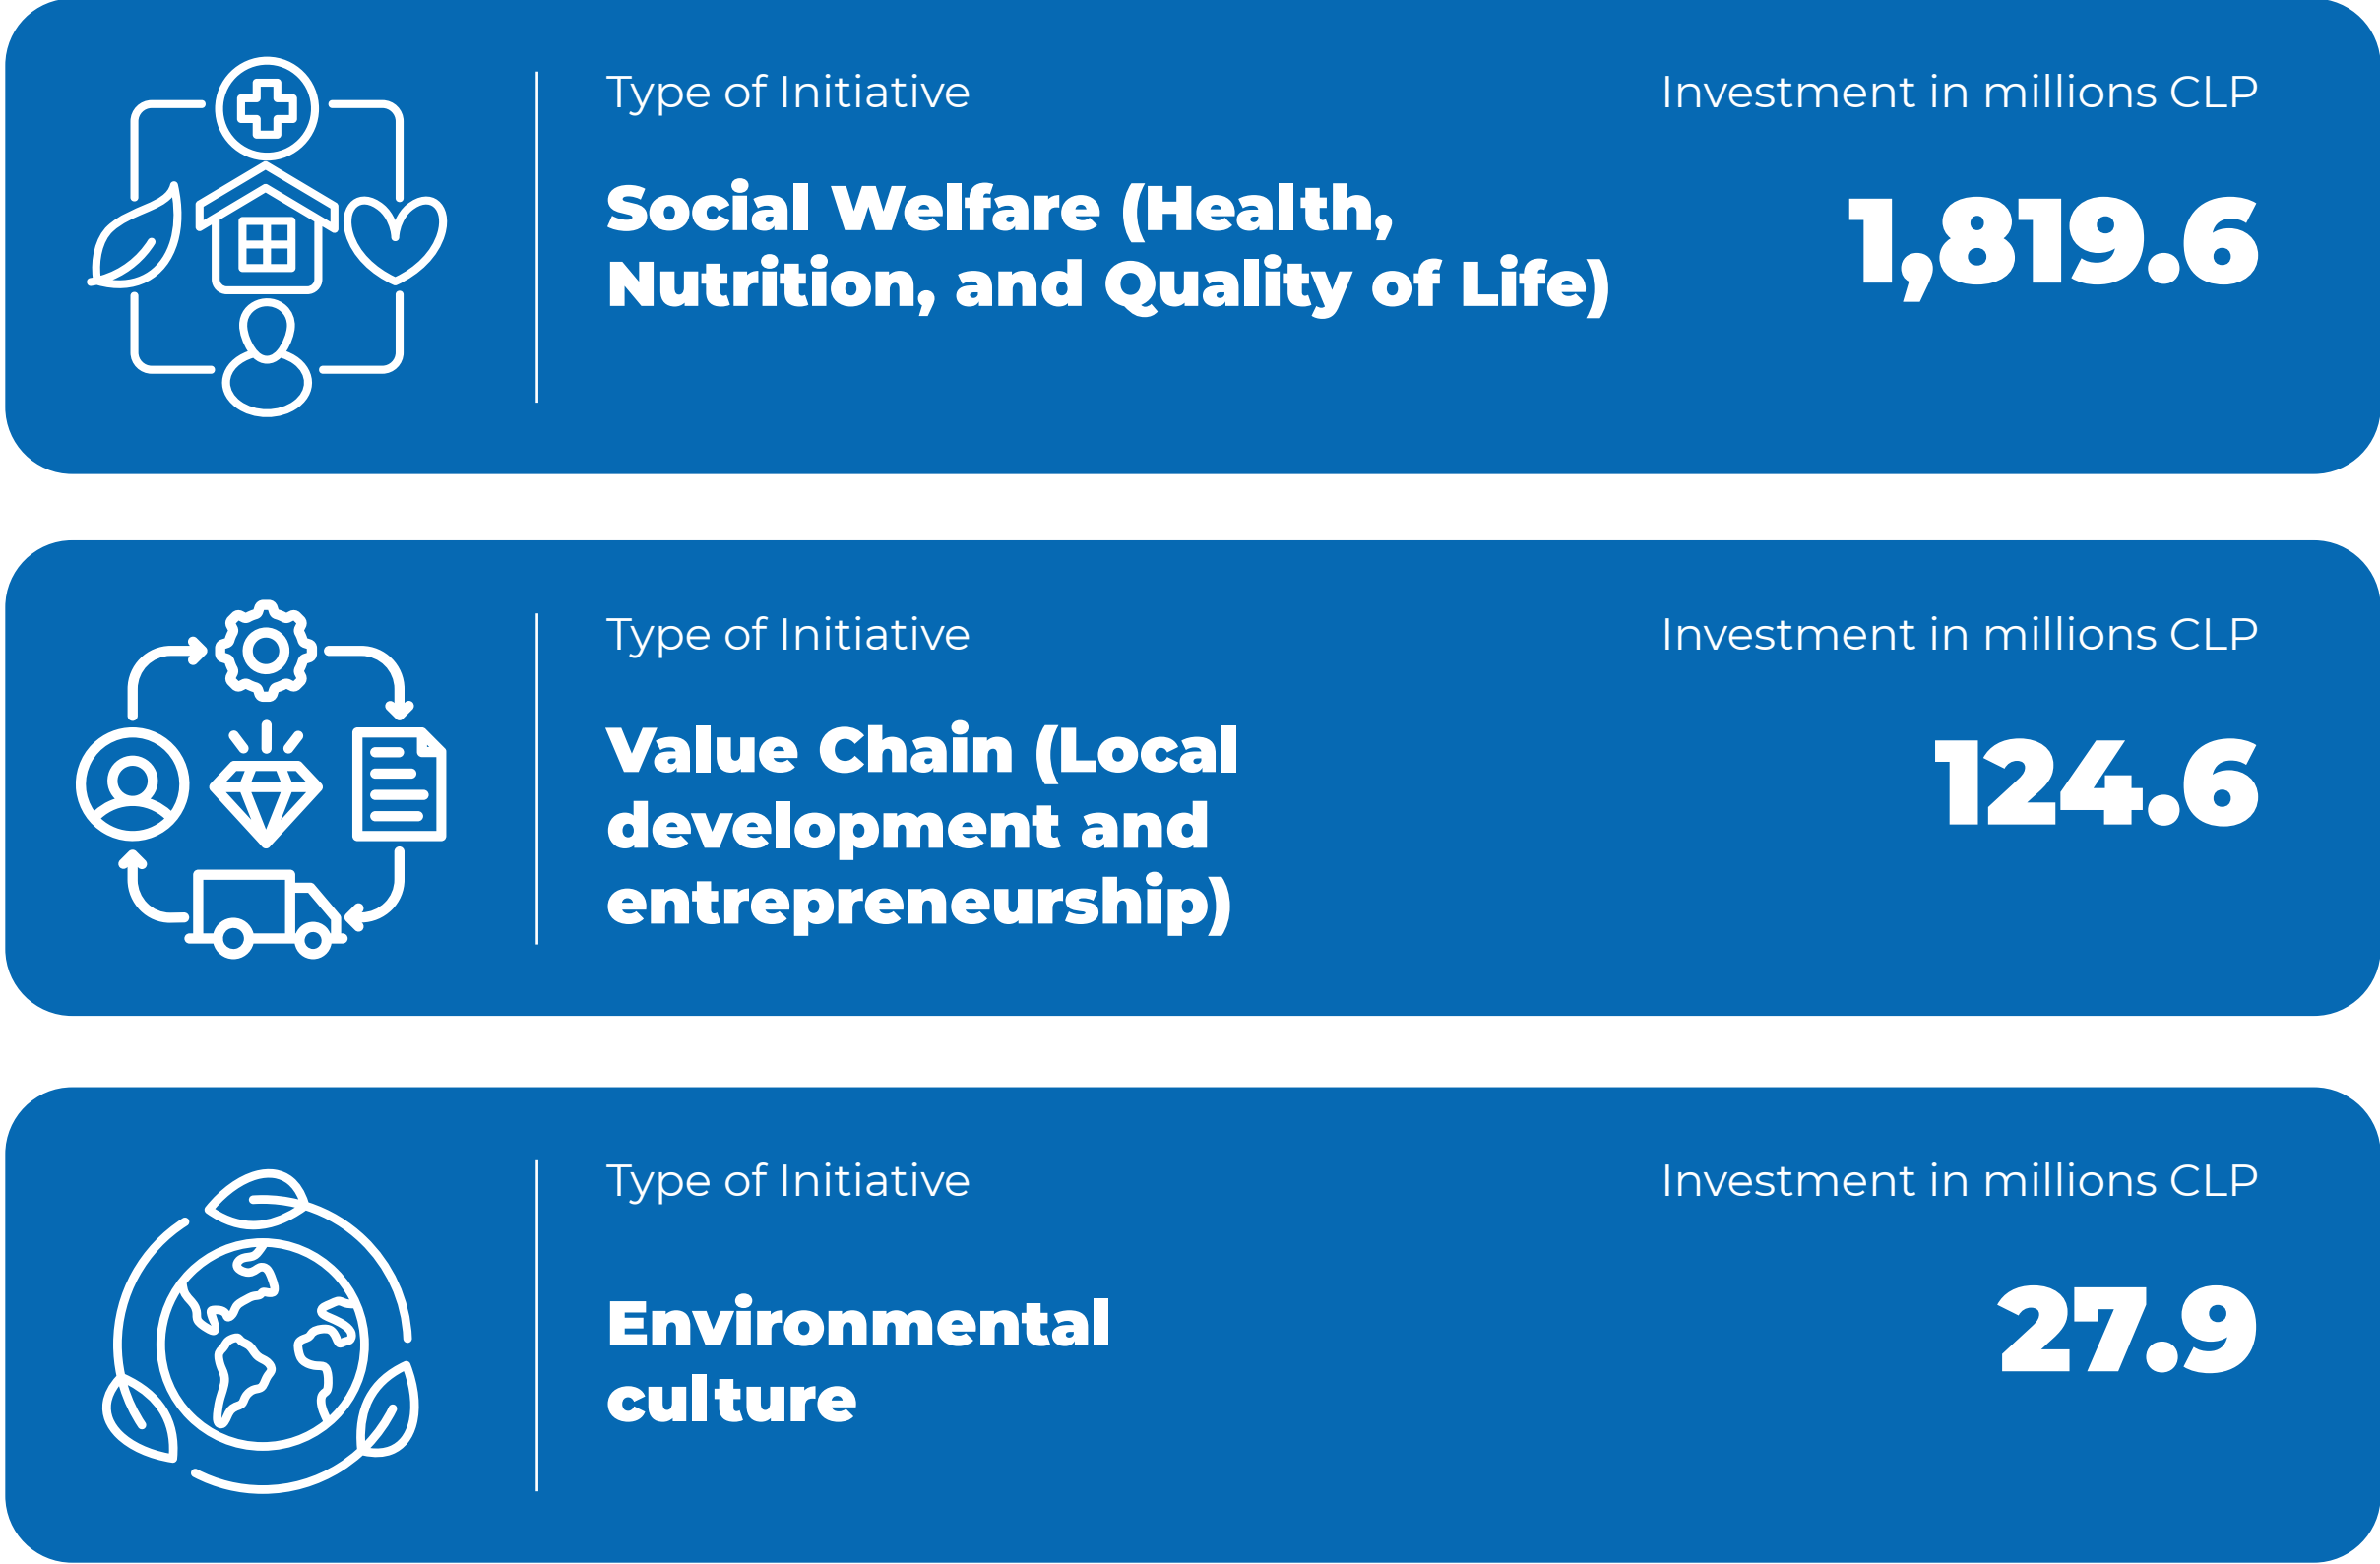 Type of Initiative
Investment in millions CLP
Social Welfare (Health,
Nutrition, and Quality of Life)
1,819.6
Type of Initiative
Investment in millions CLP
Value Chain (Local
development and
entrepreneurship)
124.6
Type of Initiative
Investment in millions CLP
Environmental
culture
27.9